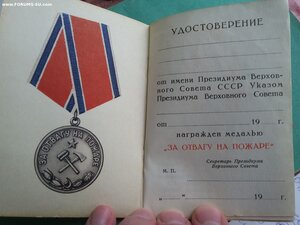 www.FORUMS-SU.com
ЗА ОТВАГУ НА ПОЖАРЕ
УДОСТОВЕРЕНИЕ
от имени Президиума Верхов-
ного Совета СССР Указом
Президиума Верховного Совета
от 19 г.
награжден медалью
"ЗА ОТВАГУ НА ПОЖАРЕ"
Секретарь Президиума
Верховного Совета
М. П.
" " 19 г.